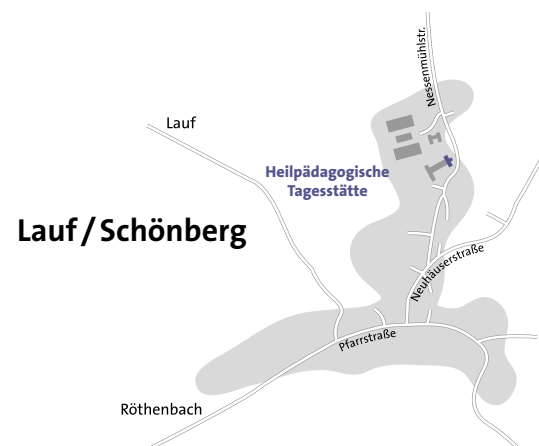 Nessenmühlstr.
Lauf
Heilpädagogische
Tagesstätte
Lauf / Schönberg
Neuhäuserstraße
Pfarrstraße
Röthenbach